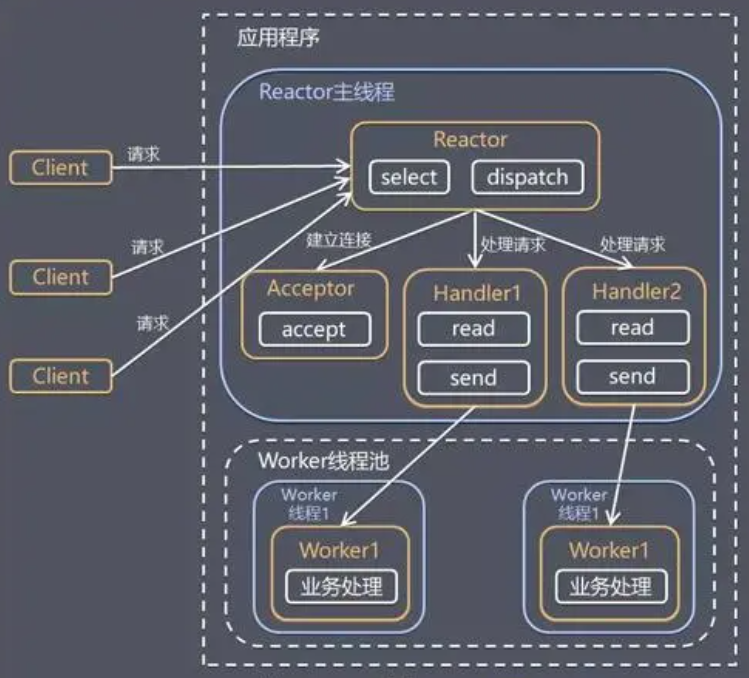 应用程序
Reactor主线程
Reactor
select
dispatch
Client
请求
Client
请求
Client
请求
建立连接
处理请求
处理请求
Acceptor
accept
Handler1
read
send
Handler2
read
send
Worker线程池
Worker
线程1
Worker1
业务处理
Worker
线程1
Worker1
业务处理